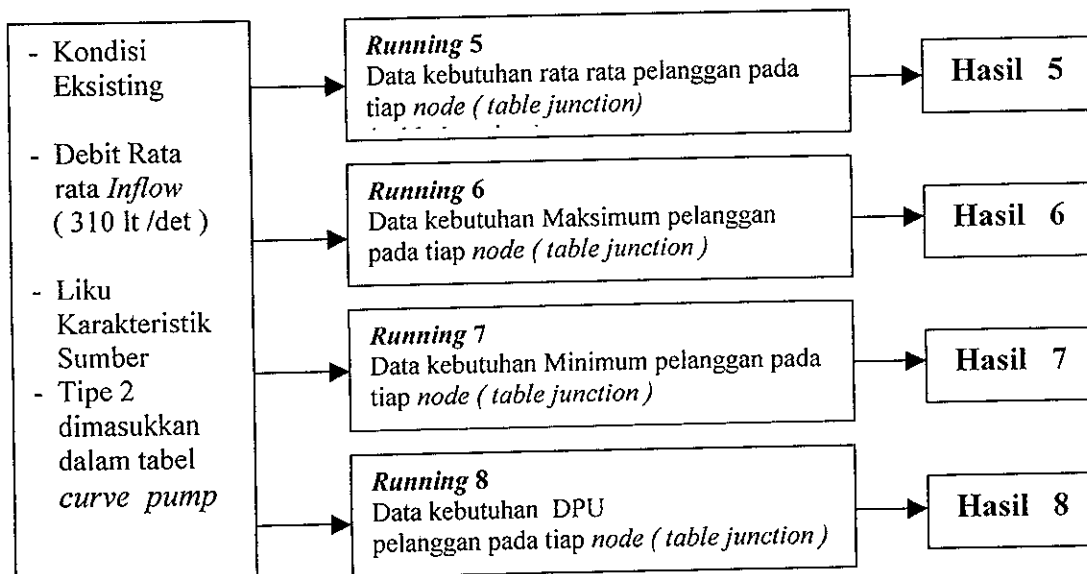 - Kondisi
Eksisting
- Debit Rata
rata Inflow
( 310 lt /det )
- Liku
Karakteristik
Sumber
- Tipe 2
dimasukkan
dalam tabel
curve pump
Running 5
Data kebutuhan rata rata pelanggan pada
tiap node ( table junction)
Hasil 5
Running 6
Data kebutuhan Maksimum pelanggan
pada tiap node ( table junction )
Hasil 6
Running 7
Data kebutuhan Minimum pelanggan pada
tiap node ( table junction )
Hasil 7
Running 8
Data kebutuhan DPU
pelanggan pada tiap node ( table junction )
Hasil 8